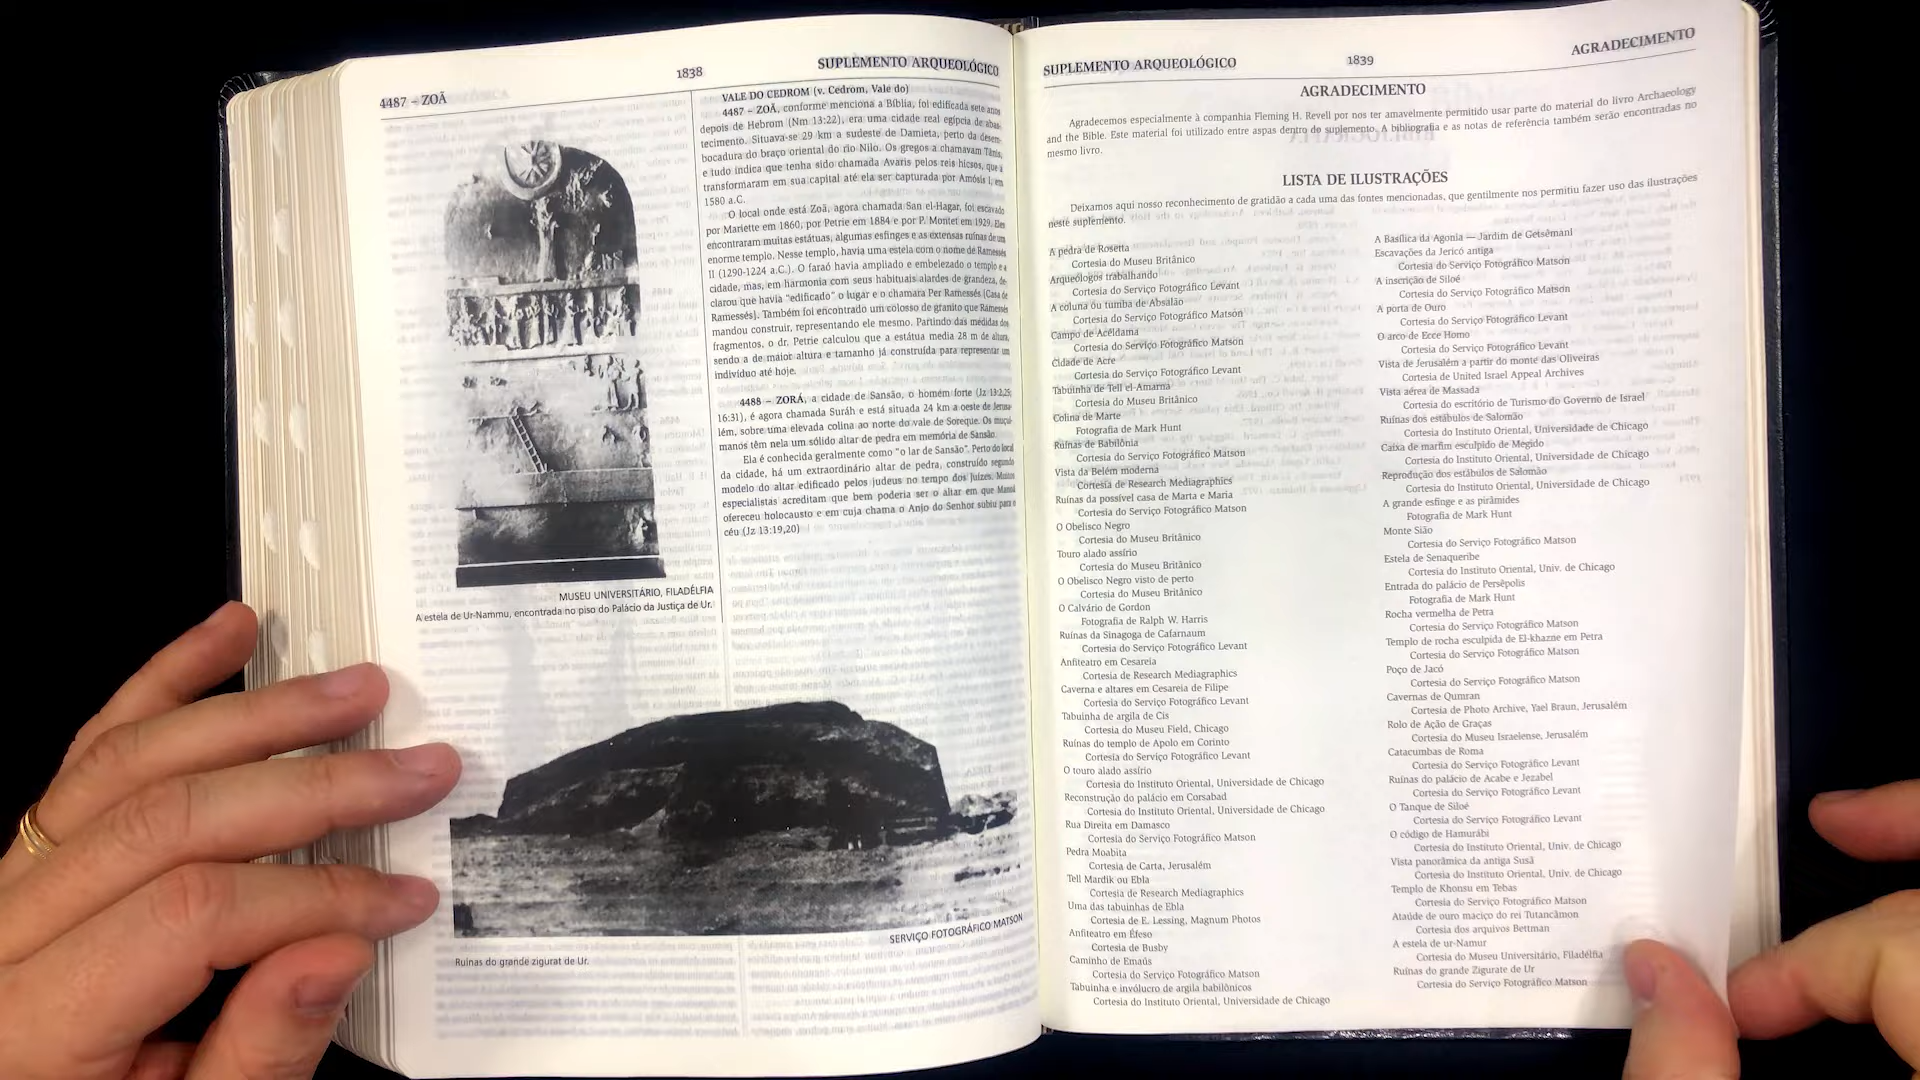 4487 – ZOÃ
1838
SUPLEMENTO ARQUEOLÓGICO
MUSEU UNIVERSITÁRIO, FILADÉLFIA
A estela de Ur-Nammu, encontrada no piso do Palácio da Justiça de Ur.
VALE DO CEDROM (v. Cedrom, Vale do)
4487 – ZOÃ, conforme menciona a Bíblia, foi edificada sete anos
depois de Hebrom (Nm 13:22), era uma cidade real egípcia de abas-
tecimento. Situava-se 29 km a sudeste de Damieta, perto da desem-
bocadura do braço oriental do rio Nilo. Os gregos a chamavam Tânis,
e tudo indica que tenha sido chamada Avaris pelos reis hicsos, que a
transformaram em sua capital até ela ser capturada por Amósis I, em
1580 a.C.
O local onde está Zoã, agora chamada San el-Hagar, foi escavado
por Mariette em 1860; por Petrie em 1884 e por P. Montet em 1929. Eles
encontraram muitas estátuas, algumas esfinges e as extensas ruínas de um
enorme templo. Nesse templo, havia uma estela com o nome de Ramessés
II (1290-1224 a.C.). O faraó havia ampliado e embelezado o templo e a
cidade, mas, em harmonia com seus habituais alardes de grandeza, de-
clarou que havia “edificado” o lugar e o chamara Per Ramessés [Casa de
Ramessés]. Também foi encontrado um colosso de granito que Ramessés
mandou construir, representando ele mesmo. Partindo das medidas dos
fragmentos, o dr. Petrie calculou que a estátua media 28 m de altura,
sendo a de maior altura e tamanho já construída para representar um
indivíduo até hoje.
4488 – ZORÁ, a cidade de Sansão, o homem forte (Jz 13:2,25;
16:31), é agora chamada Suráh e está situada 24 km a oeste de Jerusa-
lém, sobre uma elevada colina ao norte do vale de Soreque. Os muçul-
manos têm nela um sólido altar de pedra em memória de Sansão.
Ela é conhecida geralmente como “o lar de Sansão”. Perto do local
da cidade, há um extraordinário altar de pedra, construído segundo
modelo do altar edificado pelos judeus no tempo dos Juízes. Muitos
especialistas acreditam que bem poderia ser o altar em que Manoá
ofereceu holocausto e em cuja chama o Anjo do Senhor subiu para o
céu (Jz 13:19,20)
SERVIÇO FOTOGRÁFICO MATSON
Ruínas do grande zigurat de Ur.
SUPLEMENTO ARQUEOLÓGICO
1839
AGRADECIMENTO
AGRADECIMENTO
Agradecemos especialmente à companhia Fleming H. Revell por nos ter amavelmente permitido usar parte do material do livro Archaeology
and the Bible. Este material foi utilizado entre aspas dentro do suplemento. A bibliografia e as notas de referência também serão encontradas no
mesmo livro.
LISTA DE ILUSTRAÇÕES
Deixamos aqui nosso reconhecimento de gratidão a cada uma das fontes mencionadas, que gentilmente nos permitiu fazer uso das ilustrações
neste suplemento.
A pedra de Rosetta
Cortesia do Museu Britânico
Arqueólogos trabalhando
Cortesia do Serviço Fotográfico Levant
A coluna ou tumba de Absalão
Cortesia do Serviço Fotográfico Matson
Campo de Acéldama
Cortesia do Serviço Fotográfico Matson
Cidade de Acre
Cortesia do Serviço Fotográfico Levant
Tabuinha de Tell el-Amarna
Cortesia do Museu Britânico
Colina de Marte
Fotografia de Mark Hunt
Ruínas de Babilônia
Cortesia do Serviço Fotográfico Matson
Vista da Belém moderna
Cortesia de Research Mediagraphics
Ruínas da possível casa de Marta e Maria
Cortesia do Serviço Fotográfico Matson
O Obelisco Negro
Cortesia do Museu Britânico
Touro alado assírio
Cortesia do Museu Britânico
O Obelisco Negro visto de perto
Cortesia do Museu Britânico
O Calvário de Gordon
Fotografia de Ralph W. Harris
Ruínas da Sinagoga de Cafarnaum
Cortesia do Serviço Fotográfico Levant
Anfiteatro em Cesareia
Cortesia de Research Mediagraphics
Caverna e altares em Cesareia de Filipe
Cortesia do Serviço Fotográfico Levant
Tabuinha de argila de Cis
Cortesia do Museu Field, Chicago
Ruínas do templo de Apolo em Corinto
Cortesia do Serviço Fotográfico Levant
O touro alado assírio
Cortesia do Instituto Oriental, Universidade de Chicago
Reconstrução do palácio em Corsabad
Cortesia do Instituto Oriental, Universidade de Chicago
Rua Direita em Damasco
Cortesia do Serviço Fotográfico Matson
Pedra Moabita
Cortesia de Carta, Jerusalém
Tell Mardik ou Ebla
Cortesia de Research Mediagraphics
Uma das tabuinhas de Ebla
Cortesia de E. Lessing, Magnum Photos
Anfiteatro em Éfeso
Cortesia de Busby
Caminho de Emaús
Cortesia do Serviço Fotográfico Matson
Tabuinha e invólucro de argila babilônicos
Cortesia do Instituto Oriental, Universidade de Chicago
A Basílica da Agonia — Jardim de Getsêmani
Escavações da Jericó antiga
Cortesia do Serviço Fotográfico Matson
A inscrição de Siloé
Cortesia do Serviço Fotográfico Matson
A porta de Ouro
Cortesia do Serviço Fotográfico Levant
O arco de Ecce Homo
Cortesia do Serviço Fotográfico Levant
Vista de Jerusalém a partir do monte das Oliveiras
Cortesia de United Israel Appeal Archives
Vista aérea de Massada
Cortesia do escritório de Turismo do Governo de Israel
Ruínas dos estábulos de Salomão
Cortesia do Instituto Oriental, Universidade de Chicago
Caixa de marfim esculpido de Megido
Cortesia do Instituto Oriental, Universidade de Chicago
Reprodução dos estábulos de Salomão
Cortesia do Instituto Oriental, Universidade de Chicago
A grande esfinge e as pirâmides
Fotografia de Mark Hunt
Monte Sião
Cortesia do Serviço Fotográfico Matson
Estela de Senaqueribe
Cortesia do Instituto Oriental, Univ. de Chicago
Entrada do palácio de Persépolis
Fotografia de Mark Hunt
Rocha vermelha de Petra
Cortesia do Serviço Fotográfico Matson
Templo de rocha esculpida de El-khazne em Petra
Cortesia do Serviço Fotográfico Matson
Poço de Jacó
Cortesia do Serviço Fotográfico Matson
Cavernas de Qumran
Cortesia de Photo Archive, Yael Braun, Jerusalém
Rolo de Ação de Graças
Cortesia do Museu Israelense, Jerusalém
Catacumbas de Roma
Cortesia do Serviço Fotográfico Levant
Ruínas do palácio de Acabe e Jezabel
Cortesia do Serviço Fotográfico Levant
O Tanque de Siloé
Cortesia do Serviço Fotográfico Levant
O código de Hamurábi
Cortesia do Instituto Oriental, Univ. de Chicago
Vista panorâmica da antiga Susã
Cortesia do Instituto Oriental, Univ. de Chicago
Templo de Khonsu em Tebas
Cortesia do Serviço Fotográfico Matson
Ataúde de ouro maciço do rei Tutancâmon
Cortesia dos arquivos Bettman
A estela de ur-Namur
Cortesia do Museu Universitário, Filadélfia
Ruínas do grande Zigurate de Ur
Cortesia do Serviço Fotográfico Matson